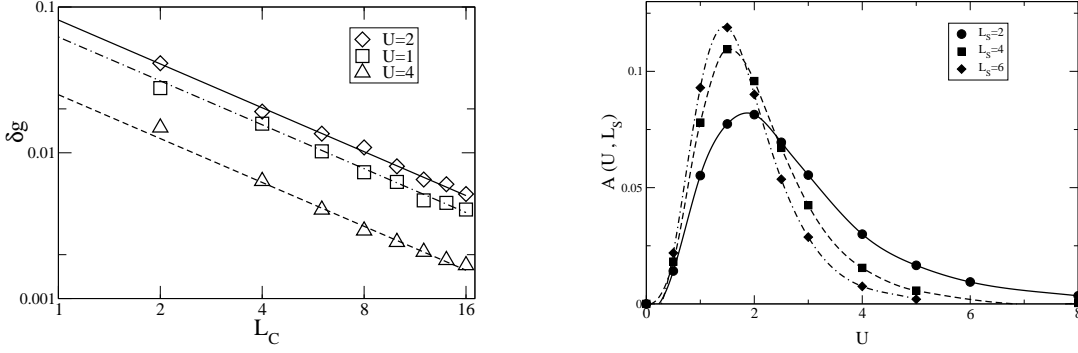 0.1
0.01
0.001
δg
1
2
4
8
16
L_C
U=2
U=1
U=4
0.1
0.05
0
A (U , L_S)
0
2
4
6
8
U
L_S=2
L_S=4
L_S=6